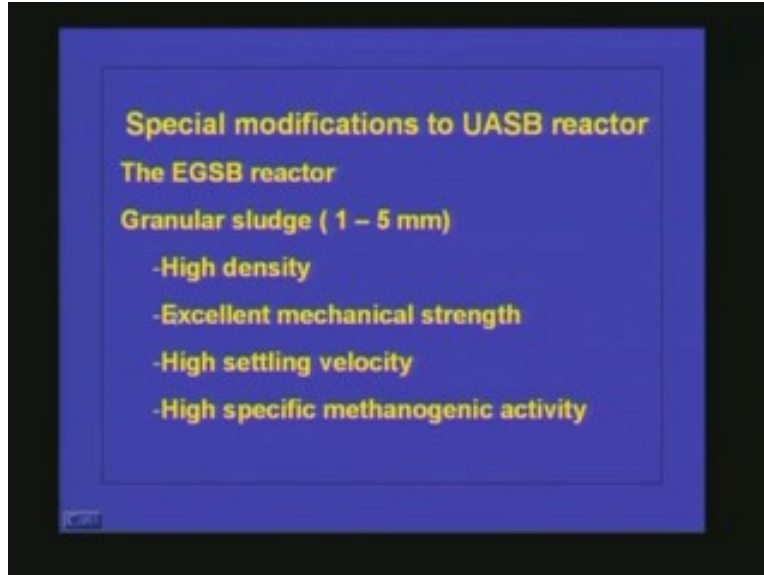 Special modifications to UASB reactor
The EGSB reactor
Granular sludge ( 1 – 5 mm)
-High density
-Excellent mechanical strength
-High settling velocity
-High specific methanogenic activity